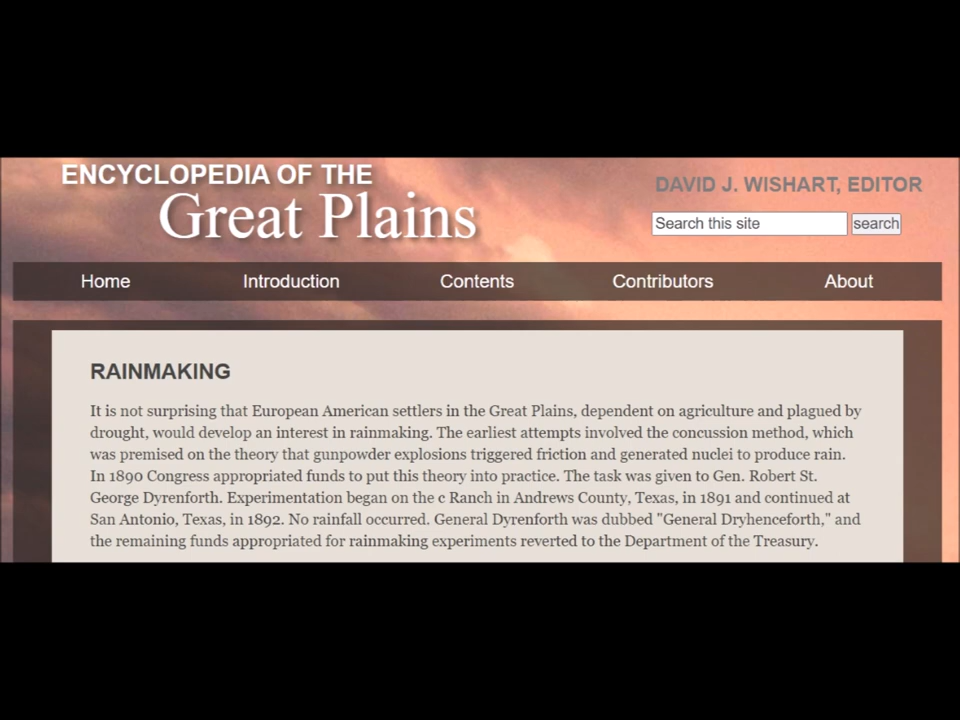 ENCYCLOPEDIA OF THE
Great Plains
DAVID J. WISHART, EDITOR
Search this site search
Home Introduction Contents Contributors About
RAINMAKING
It is not surprising that European American settlers in the Great Plains, dependent on agriculture and plagued by
drought, would develop an interest in rainmaking. The earliest attempts involved the concussion method, which
was premised on the theory that gunpowder explosions triggered friction and generated nuclei to produce rain.
In 1890 Congress appropriated funds to put this theory into practice. The task was given to Gen. Robert St.
George Dyrenforth. Experimentation began on the c Ranch in Andrews County, Texas, in 1891 and continued at
San Antonio, Texas, in 1892. No rainfall occurred. General Dyrenforth was dubbed "General Dryhenceforth," and
the remaining funds appropriated for rainmaking experiments reverted to the Department of the Treasury.